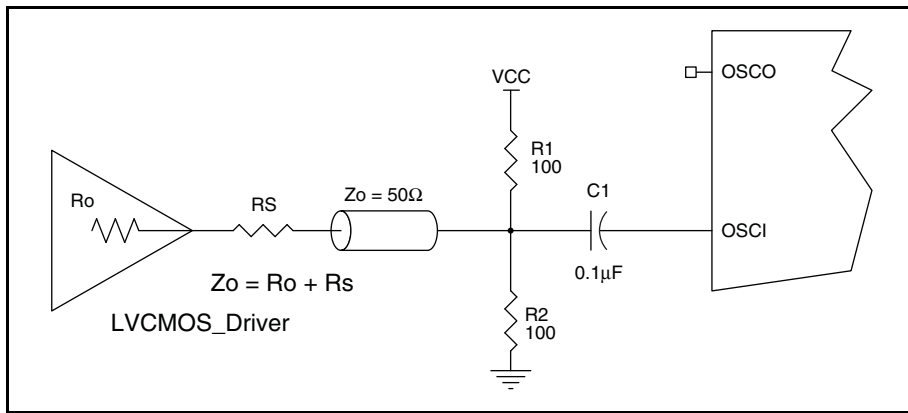 VCC
OSCO
R1
100
Ro
RS
Zo = 50Ω
C1
OSCI
0.1μF
Zo = Ro + Rs
R2
100
LVCMOS_Driver